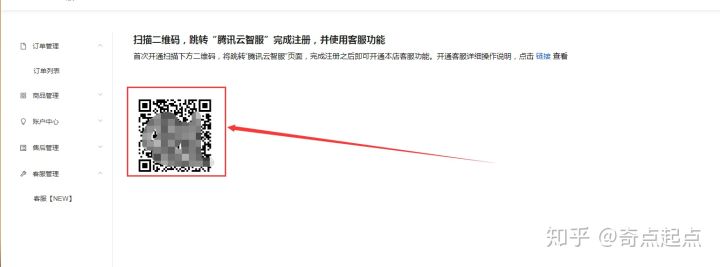 扫描二维码，跳转“腾讯云智服”完成注册，并使用客服功能
首次开通扫描下方二维码，将跳转“腾讯云智服”页面，完成注册之后即可开通本店客服功能。开通客服详细操作说明，点击 链接 查看
订单管理
订单列表
商品管理
账户中心
售后管理
客服管理
客服【NEW】
知乎 @奇点起点